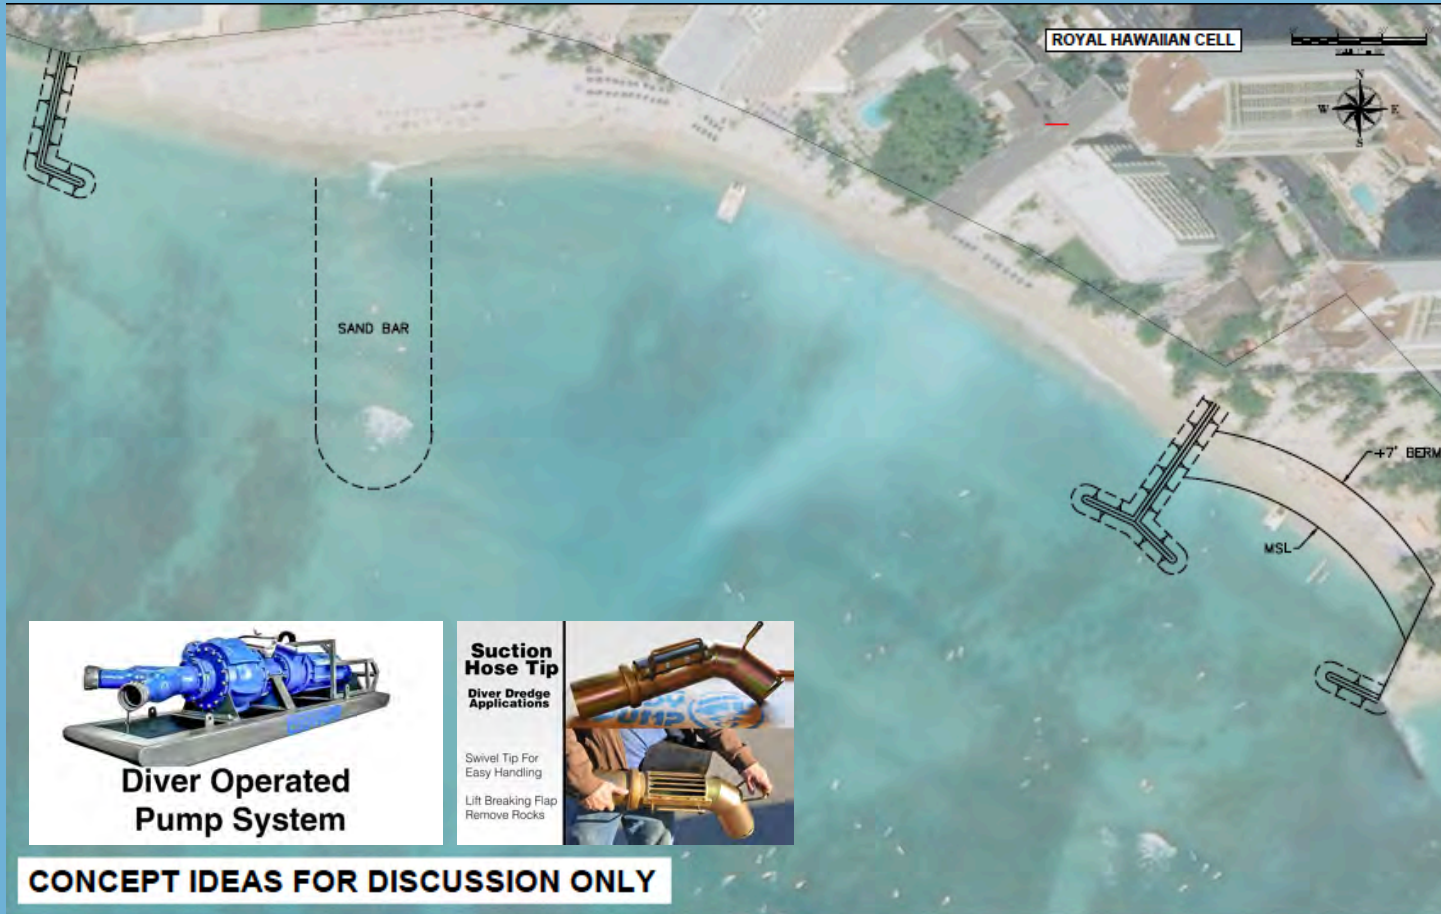 ROYAL HAWAIIAN CELL
N
W
E
S
SAND BAR
+7' BERM
MSL
Diver Operated
Pump System
Suction
Hose Tip
Diver Dredge
Applications
Swivel Tip For
Easy Handling
Lift Breaking Flap
Remove Rocks
CONCEPT IDEAS FOR DISCUSSION ONLY